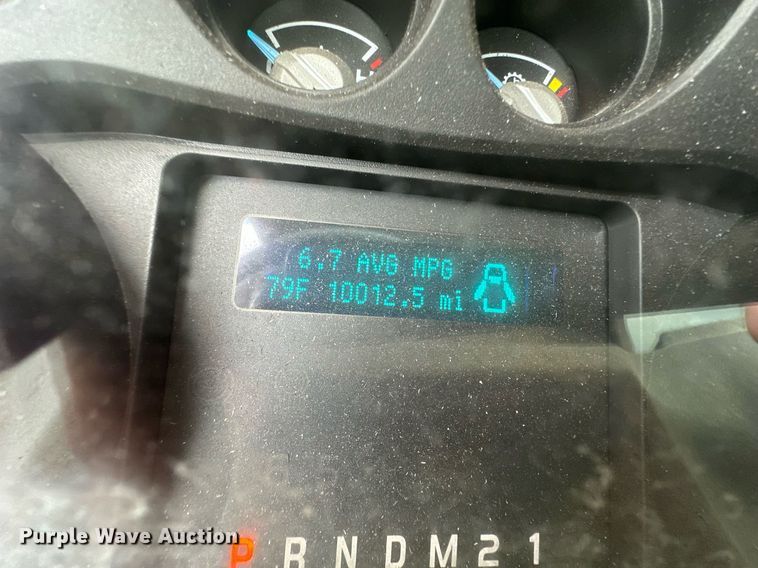 H
6.7 AVG MPG
79F 10012.5 mi
P R N D M 2 1
Purple Wave Auction